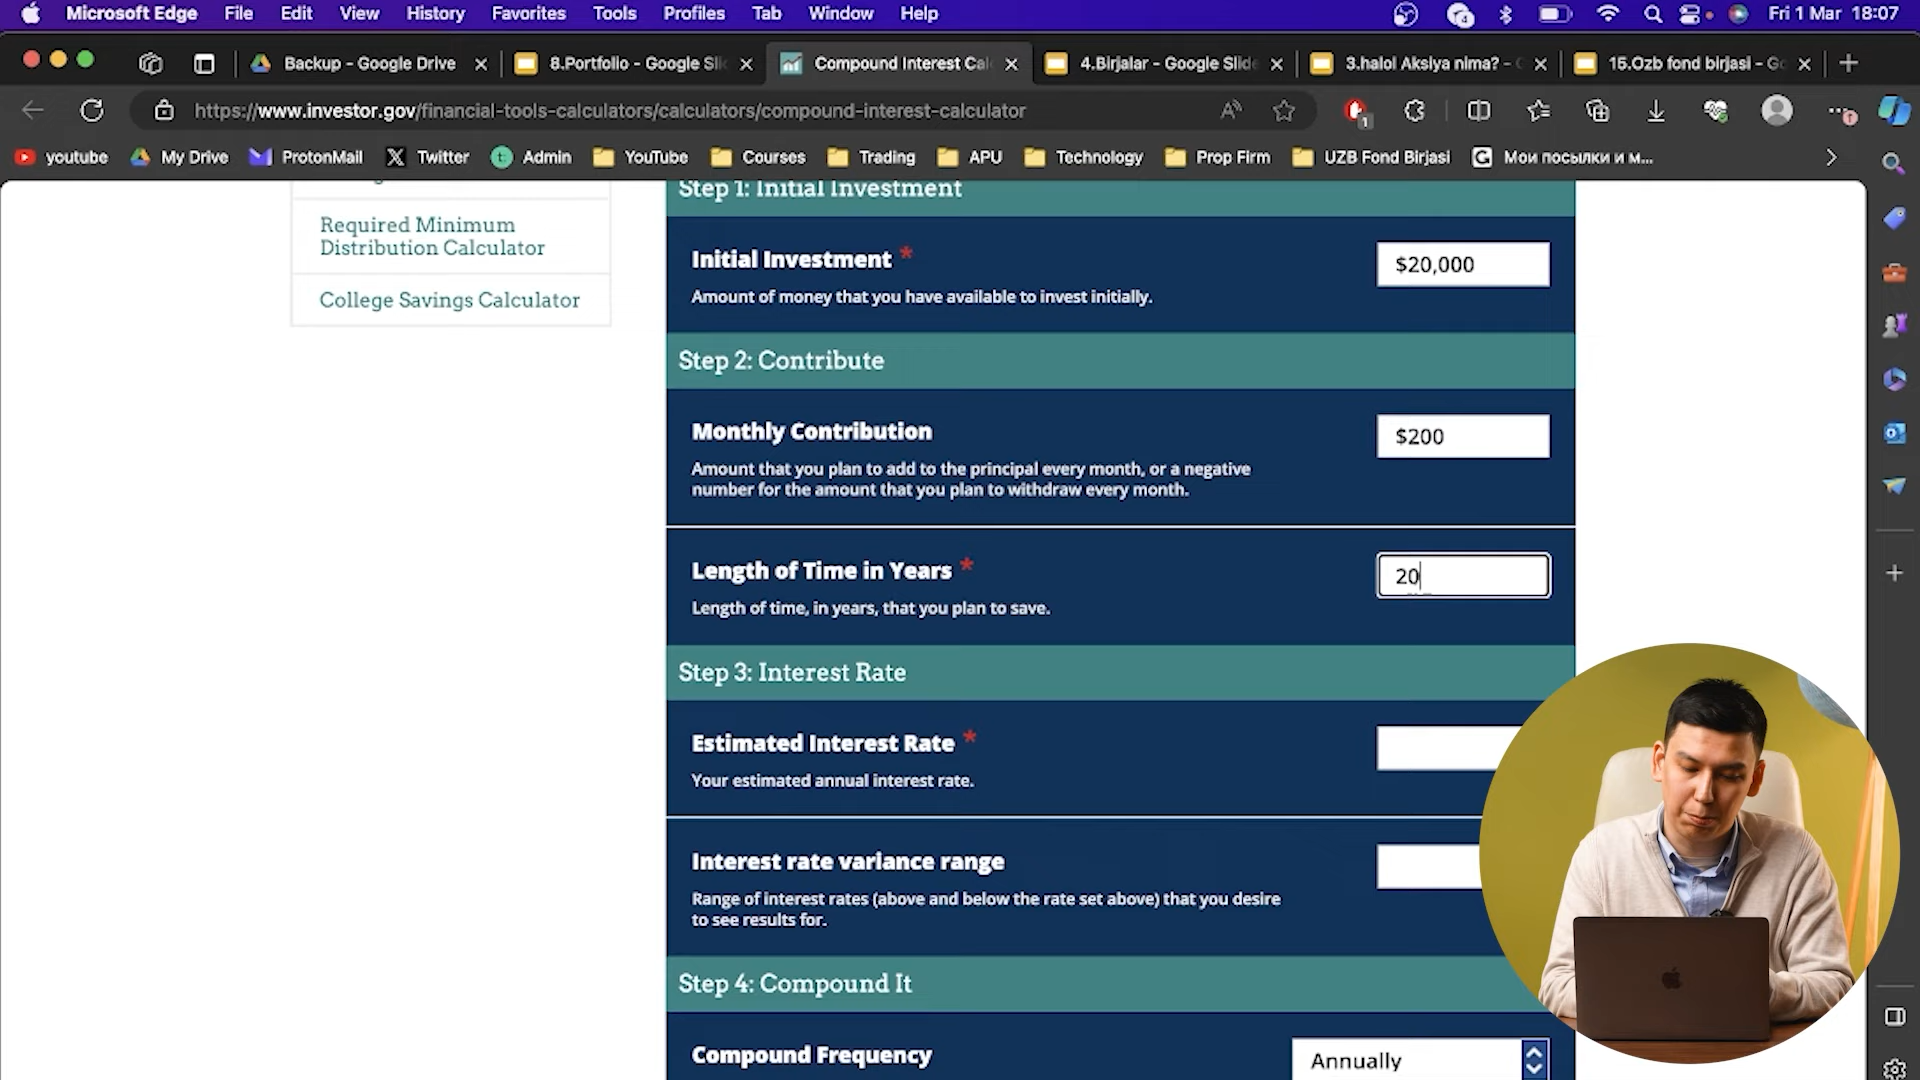 Microsoft Edge File Edit View History Favorites Tools Profiles Tab Window Help Fri 1 Mar 18:07
Backup - Google Drive 8.Portfolio - Google Sli Compound Interest Cal 4.Birjalar - Google Slide 3.halol Aksiya nima? - 15.Ozb fond birjasi - Go
https://www.investor.gov/financial-tools-calculators/calculators/compound-interest-calculator
youtube My Drive ProtonMail Twitter Admin YouTube Courses Trading APU Technology Prop Firm UZB Fond Birjasi Мои посылки и м...
Required Minimum
Distribution Calculator
College Savings Calculator
Step 1: Initial Investment
Initial Investment *
$20,000
Amount of money that you have available to invest initially.
Step 2: Contribute
Monthly Contribution
$200
Amount that you plan to add to the principal every month, or a negative
number for the amount that you plan to withdraw every month.
Length of Time in Years *
20
Length of time, in years, that you plan to save.
Step 3: Interest Rate
Estimated Interest Rate *
Your estimated annual interest rate.
Interest rate variance range
Range of interest rates (above and below the rate set above) that you desire
to see results for.
Step 4: Compound It
Compound Frequency
Annually